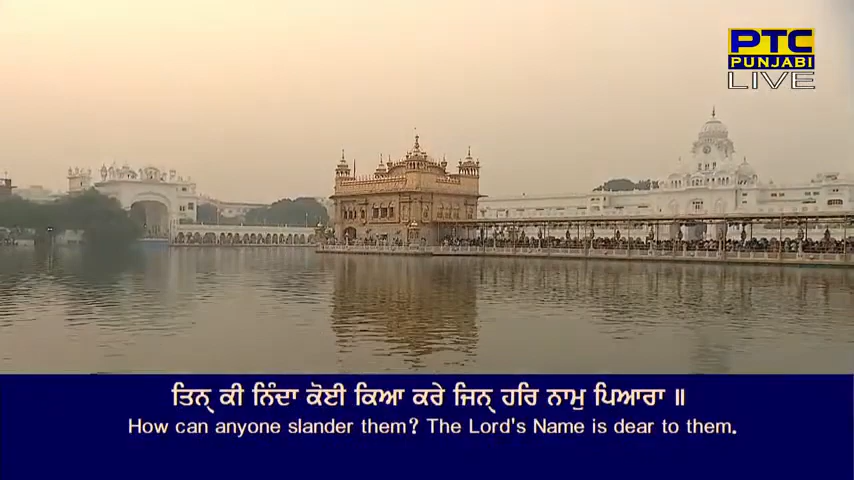 PTC
PUNJABI
LIVE
ਤਿਨ੍ ਕੀ ਨਿੰਦਾ ਕੋਈ ਕਿਆ ਕਰੇ ਜਿਨ੍ ਹਰਿ ਨਾਮੁ ਪਿਆਰਾ ॥
How can anyone slander them? The Lord's Name is dear to them.